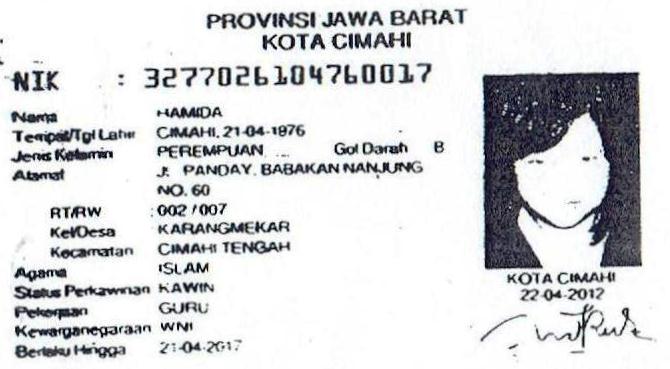 PROVINSI JAWA BARAT
KOTA CIMAHI
NIK : 3277026104760017
Nama HAMIDA
Tempat/Tgl Lahir CIMAHI, 21-04-1976
Jenis Kelamin PEREMPUAN Gol Darah B
Alamat JL PANDAY. BABAKAN NANJUNG
NO. 60
RT/RW : 002 / 007
Kel/Desa KARANGMEKAR
Kecamatan CIMAHI TENGAH
Agama ISLAM
Status Perkawinan KAWIN
Pekerjaan GURU
Kewarganegaraan WNI
Berlaku Hingga 21-04-2017
KOTA CIMAHI
22-04-2012